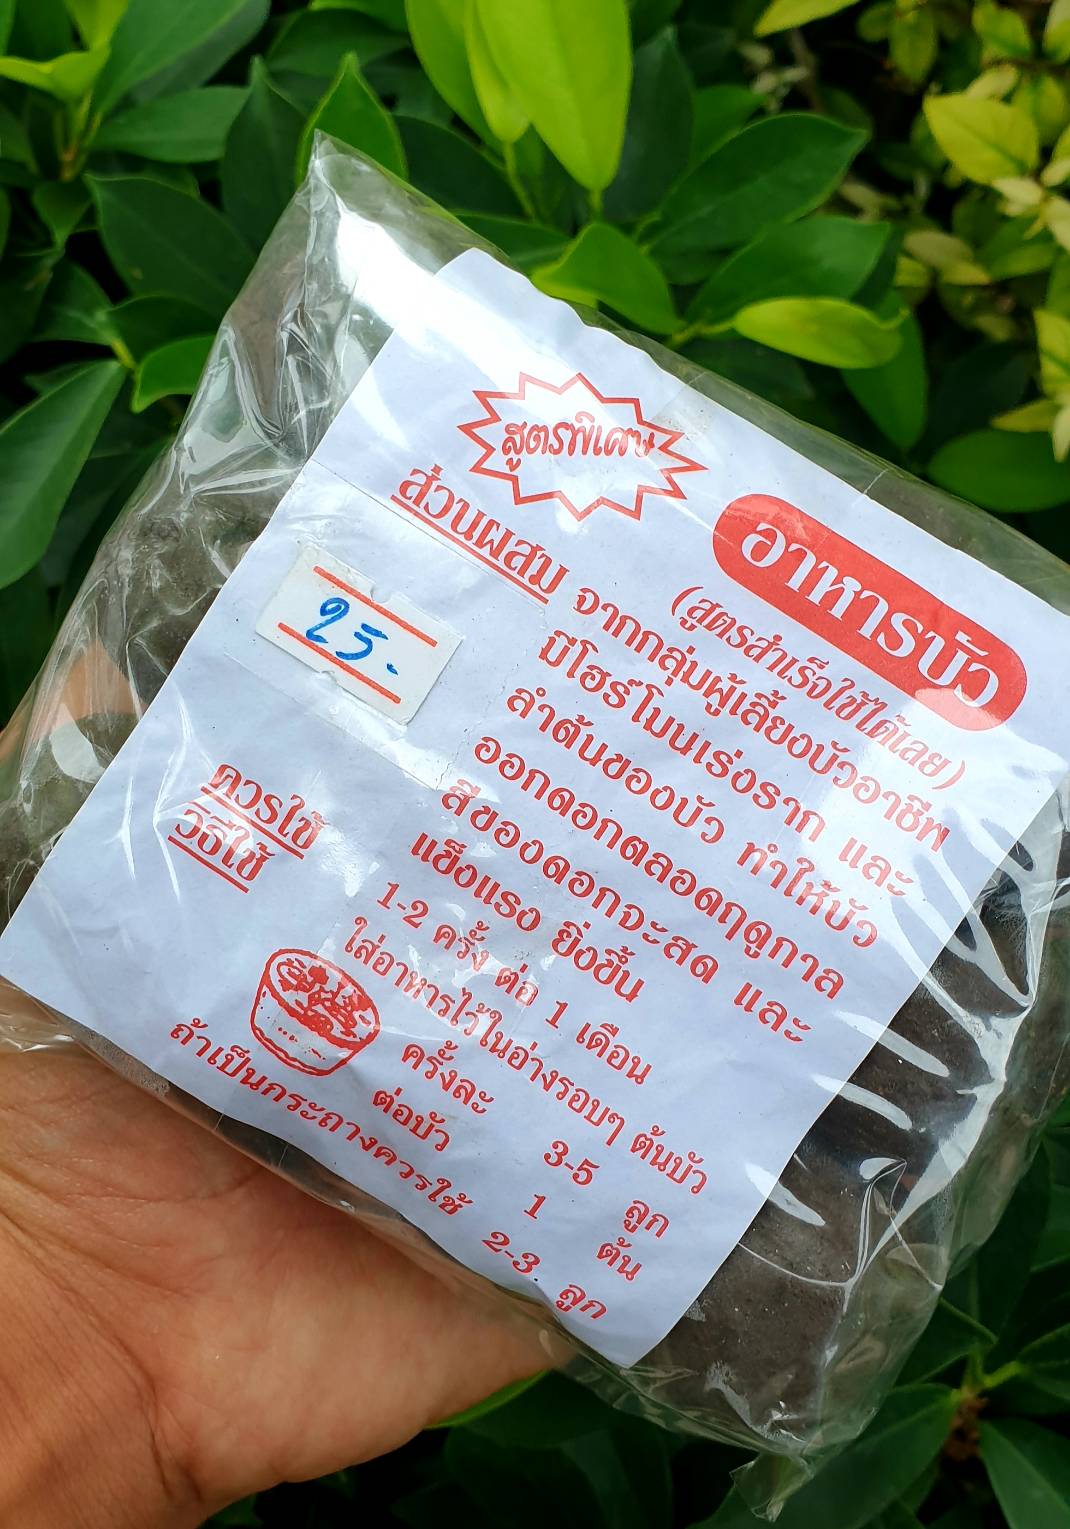 สูตรพิเศษ
อาหารบัว
(สูตรสำเร็จใช้ได้เลย)
ส่วนผสม จากกลุ่มผู้เลี้ยงบัวอาชีพ
มีโฮร์โมนเร่งราก และ
ลำต้นของบัว ทำให้บัว
ออกดอกตลอดฤดูกาล
สีของดอกจะสด และ
แข็งแรง ยิ่งขึ้น
25.-
ควรใช้ 1-2 ครั้ง ต่อ 1 เดือน
วิธีใช้ ใส่อาหารไว้ในอ่างรอบๆ ต้นบัว
ครั้งละ 3-5 ลูก
ต่อบัว 1 ต้น
ถ้าเป็นกระถางควรใช้ 2-3 ลูก